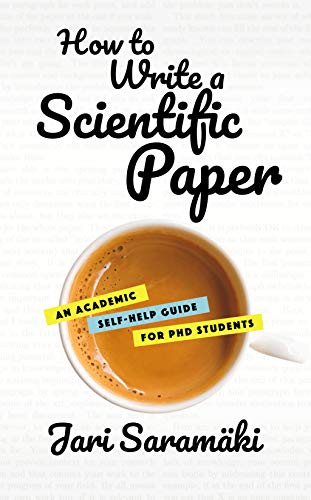 How to
Write a
Scientific
Paper
AN ACADEMIC
SELF-HELP GUIDE
FOR PHD STUDENTS
Jari Saramäki